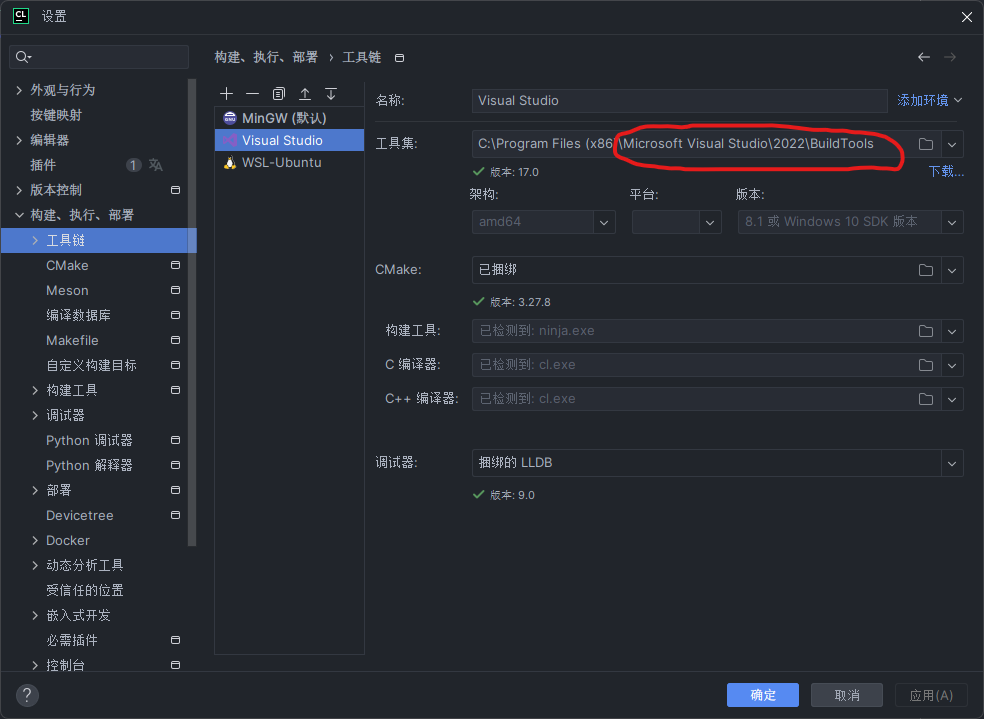 CL 设置
外观与行为
按键映射
编辑器
插件 1
版本控制
构建、执行、部署
工具链
CMake
Meson
编译数据库
Makefile
自定义构建目标
构建工具
调试器
Python 调试器
Python 解释器
部署
Devicetree
Docker
动态分析工具
受信任的位置
嵌入式开发
必需插件
控制台
?
构建、执行、部署 › 工具链
MinGW (默认)
Visual Studio
WSL-Ubuntu
名称: Visual Studio 添加环境
工具集: C:\Program Files (x86)\Microsoft Visual Studio\2022\BuildTools
版本: 17.0 下载...
架构: 平台: 版本:
amd64 8.1 或 Windows 10 SDK 版本
CMake: 已捆绑
版本: 3.27.8
构建工具: 已检测到: ninja.exe
C 编译器: 已检测到: cl.exe
C++ 编译器: 已检测到: cl.exe
调试器: 捆绑的 LLDB
版本: 9.0
确定 取消 应用(A)